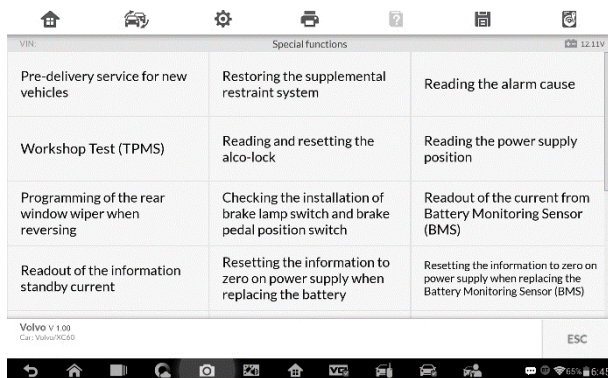 VIN:
Special functions
12.11V
Pre-delivery service for new
vehicles
Restoring the supplemental
restraint system
Reading the alarm cause
Workshop Test (TPMS)
Reading and resetting the
alco-lock
Reading the power supply
position
Programming of the rear
window wiper when
reversing
Checking the installation of
brake lamp switch and brake
pedal position switch
Readout of the current from
Battery Monitoring Sensor
(BMS)
Readout of the information
standby current
Resetting the information to
zero on power supply when
replacing the battery
Resetting the information to zero on
power supply when replacing the
Battery Monitoring Sensor (BMS)
Volvo V 1.00
Car: Volvo/XC60
ESC
65%